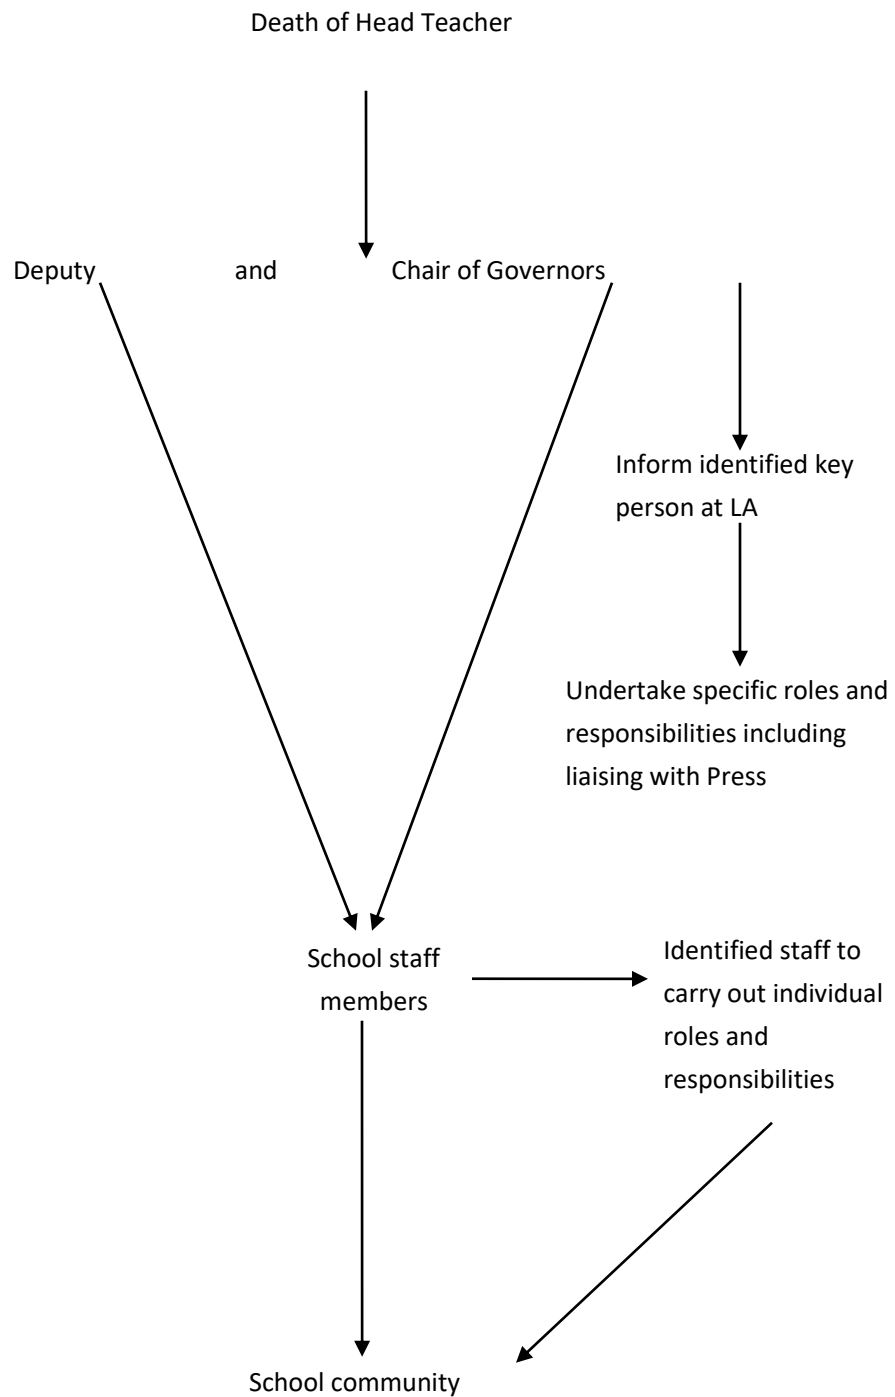 Death of Head Teacher
Deputy and Chair of Governors
Inform identified key
person at LA
Undertake specific roles and
responsibilities including
liaising with Press
School staff
members
Identified staff to
carry out individual
roles and
responsibilities
School community